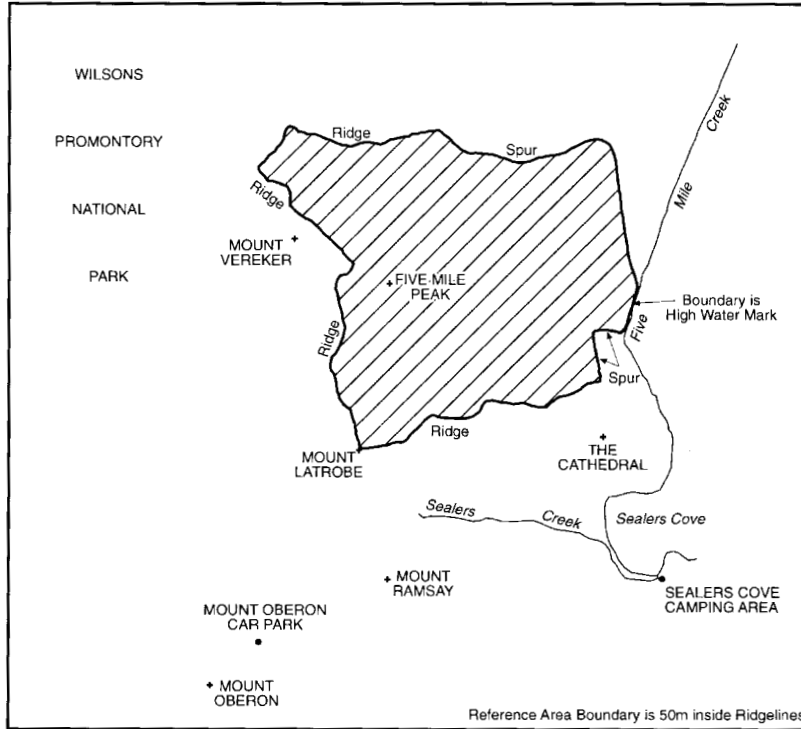 WILSONS
PROMONTORY
NATIONAL
PARK
Ridge
Spur
Creek
Mile
Five
Ridge
MOUNT
VEREKER
FIVE-MILE
PEAK
Boundary is
High Water Mark
Ridge
Spur
Ridge
MOUNT
LATROBE
THE
CATHEDRAL
Sealers
Creek
Sealers Cove
MOUNT
RAMSAY
SEALERS COVE
CAMPING AREA
MOUNT OBERON
CAR PARK
MOUNT
OBERON
Reference Area Boundary is 50m inside Ridgelines